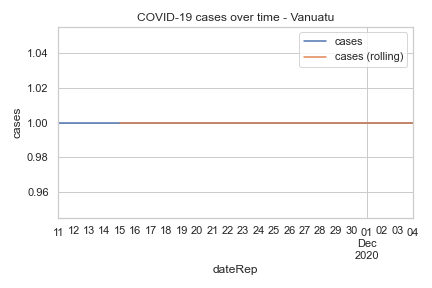 COVID-19 cases over time - Vanuatu
cases
cases (rolling)
1.04
1.02
1.00
0.98
0.96
cases
11 12 13 14 15 16 17 18 19 20 21 22 23 24 25 26 27 28 29 30 01 02 03 04
Dec
2020
dateRep